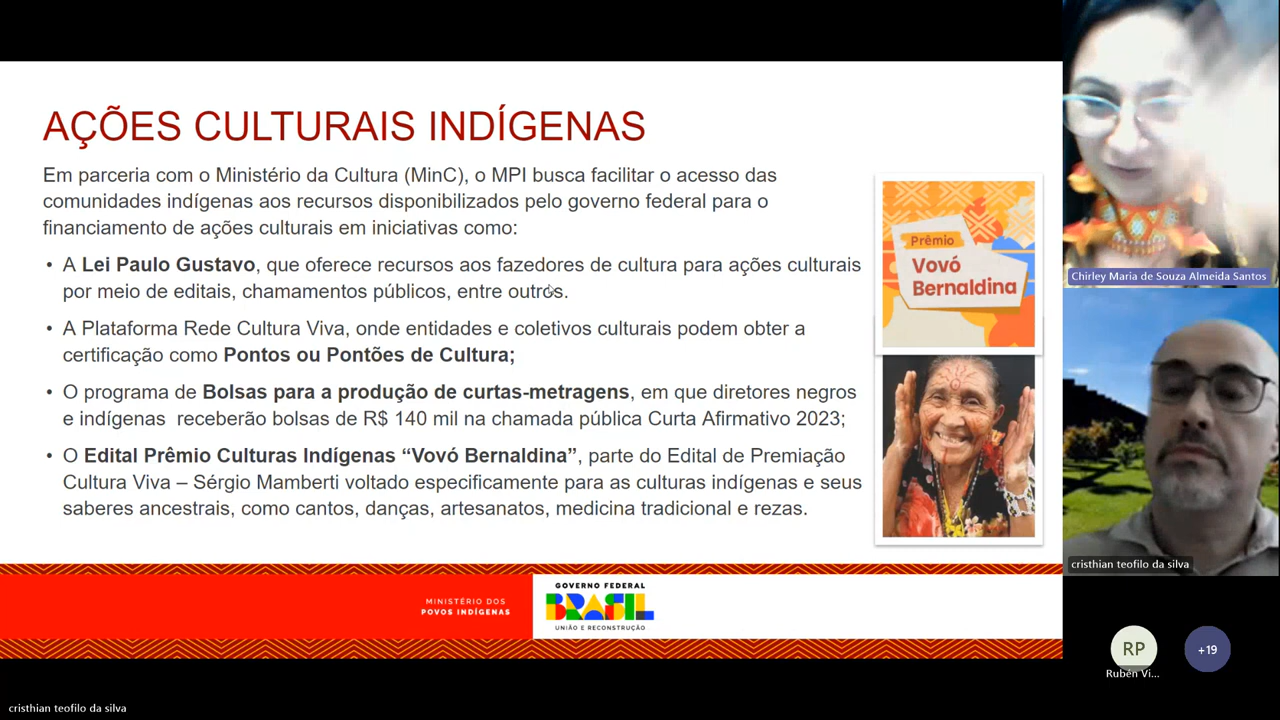 AÇÕES CULTURAIS INDÍGENAS
Em parceria com o Ministério da Cultura (MinC), o MPI busca facilitar o acesso das
comunidades indígenas aos recursos disponibilizados pelo governo federal para o
financiamento de ações culturais em iniciativas como:
• A Lei Paulo Gustavo, que oferece recursos aos fazedores de cultura para ações culturais
por meio de editais, chamamentos públicos, entre outros.
• A Plataforma Rede Cultura Viva, onde entidades e coletivos culturais podem obter a
certificação como Pontos ou Pontões de Cultura;
• O programa de Bolsas para a produção de curtas-metragens, em que diretores negros
e indígenas receberão bolsas de R$ 140 mil na chamada pública Curta Afirmativo 2023;
• O Edital Prêmio Culturas Indígenas “Vovó Bernaldina”, parte do Edital de Premiação
Cultura Viva – Sérgio Mamberti voltado especificamente para as culturas indígenas e seus
saberes ancestrais, como cantos, danças, artesanatos, medicina tradicional e rezas.
Prêmio
Vovó
Bernaldina
MINISTÉRIO DOS
POVOS INDÍGENAS
GOVERNO FEDERAL
BRASIL
UNIÃO E RECONSTRUÇÃO
Chirley Maria de Souza Almeida Santos
cristhian teofilo da silva
RP
+19
Rubén Vi...
cristhian teofilo da silva